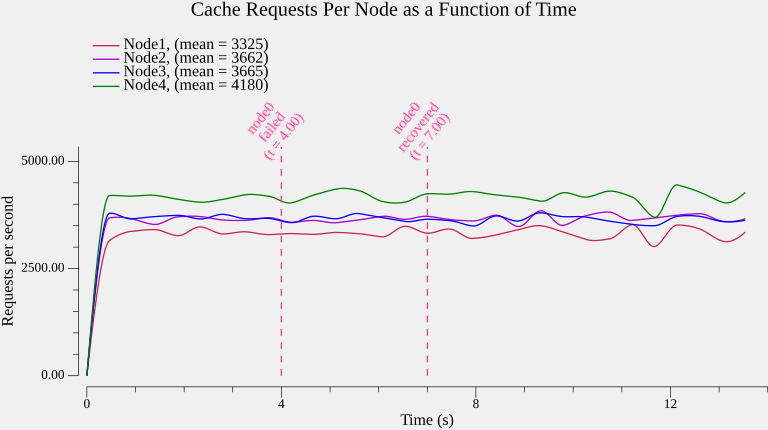 Cache Requests Per Node as a Function of Time
Node1, (mean = 3325)
Node2, (mean = 3662)
Node3, (mean = 3665)
Node4, (mean = 4180)
node0
failed
(t = 4.00)
node0
recovered
(t = 7.00)
5000.00
2500.00
0.00
Requests per second
0
4
8
12
Time (s)